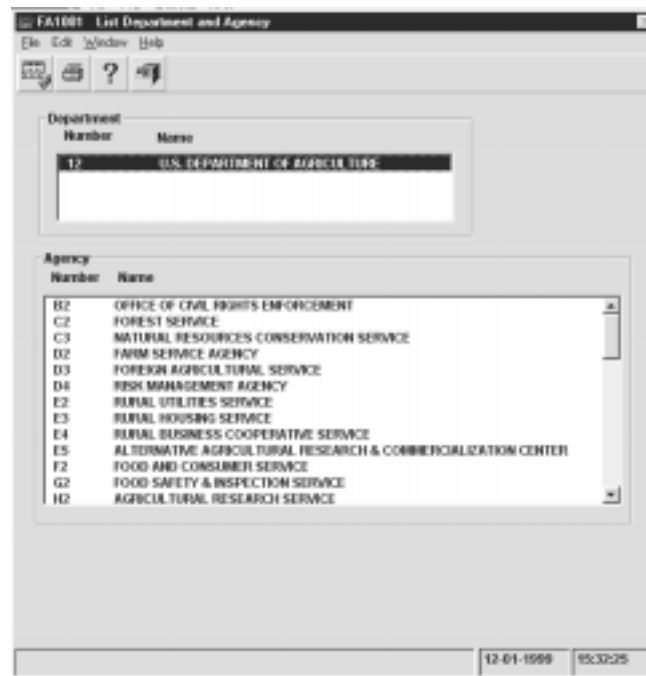 FA1001 List Department and Agency
File Edit Window Help
?
Department
Number Name
12 U.S. DEPARTMENT OF AGRICULTURE
Agency
Number Name
B2 OFFICE OF CIVIL RIGHTS ENFORCEMENT
C2 FOREST SERVICE
C3 NATURAL RESOURCES CONSERVATION SERVICE
D2 FARM SERVICE AGENCY
D3 FOREIGN AGRICULTURAL SERVICE
D4 RISK MANAGEMENT AGENCY
E2 RURAL UTILITIES SERVICE
E3 RURAL HOUSING SERVICE
E4 RURAL BUSINESS COOPERATIVE SERVICE
E5 ALTERNATIVE AGRICULTURAL RESEARCH & COMMERCIALIZATION CENTER
F2 FOOD AND CONSUMER SERVICE
G2 FOOD SAFETY & INSPECTION SERVICE
H2 AGRICULTURAL RESEARCH SERVICE
12-01-1999 15:32:25